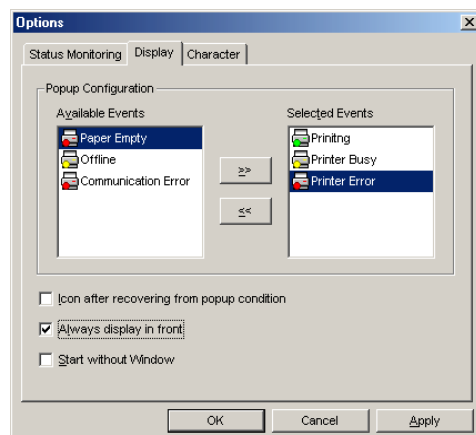 Options
Status Monitoring Display Character
Popup Configuration
Available Events Selected Events
Paper Empty Prinitng
Offline Printer Busy
Communication Error Printer Error
>>
<<
Icon after recovering from popup condition
Always display in front
Start without Window
OK Cancel Apply